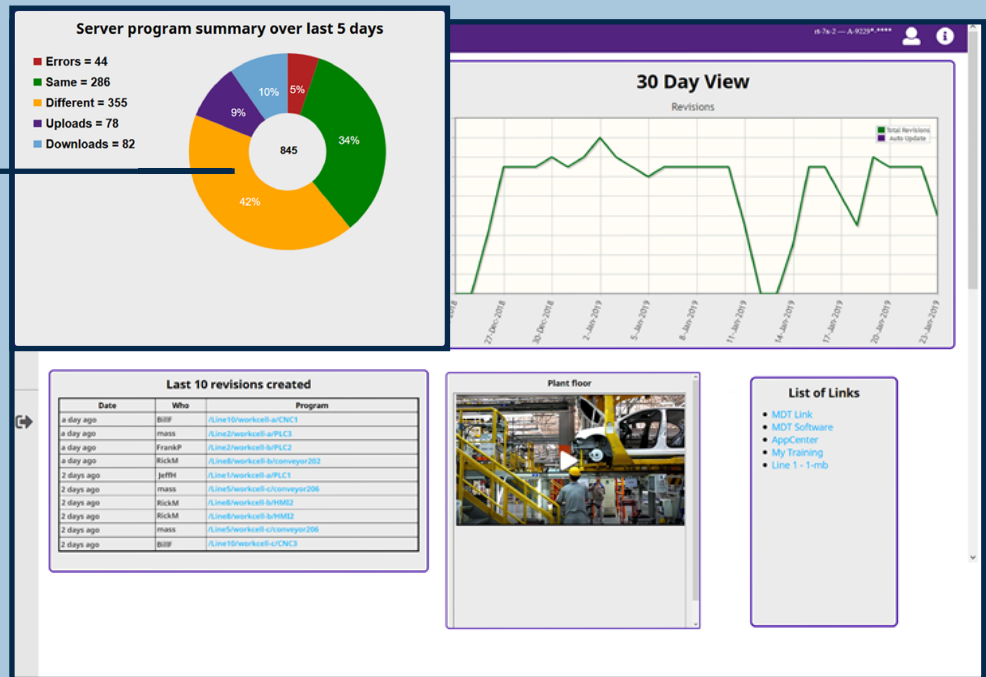 Server program summary over last 5 days
Errors = 44
Same = 286
Different = 355
Uploads = 78
Downloads = 82
5%
34%
42%
9%
10%
845
30 Day View
Revisions
Total Revisions
Auto Update
27-Dec-2018
30-Dec-2018
2-Jan-2019
5-Jan-2019
8-Jan-2019
11-Jan-2019
14-Jan-2019
17-Jan-2019
20-Jan-2019
23-Jan-2019
Last 10 revisions created
Date Who Program
a day ago BillF /Line10/workcell-a/CNC1
a day ago mass /Line2/workcell-a/PLC3
a day ago FrankP /Line2/workcell-b/PLC2
a day ago RickM /Line8/workcell-b/conveyor202
2 days ago JeffH /Line1/workcell-a/PLC1
2 days ago mass /Line5/workcell-c/conveyor206
2 days ago RickM /Line8/workcell-b/HMI2
2 days ago RickM /Line8/workcell-b/HMI2
2 days ago mass /Line5/workcell-c/conveyor206
2 days ago BillF /Line10/workcell-c/CNC3
Plant floor
List of Links
MDT Link
MDT Software
AppCenter
My Training
Line 1 - 1-mb